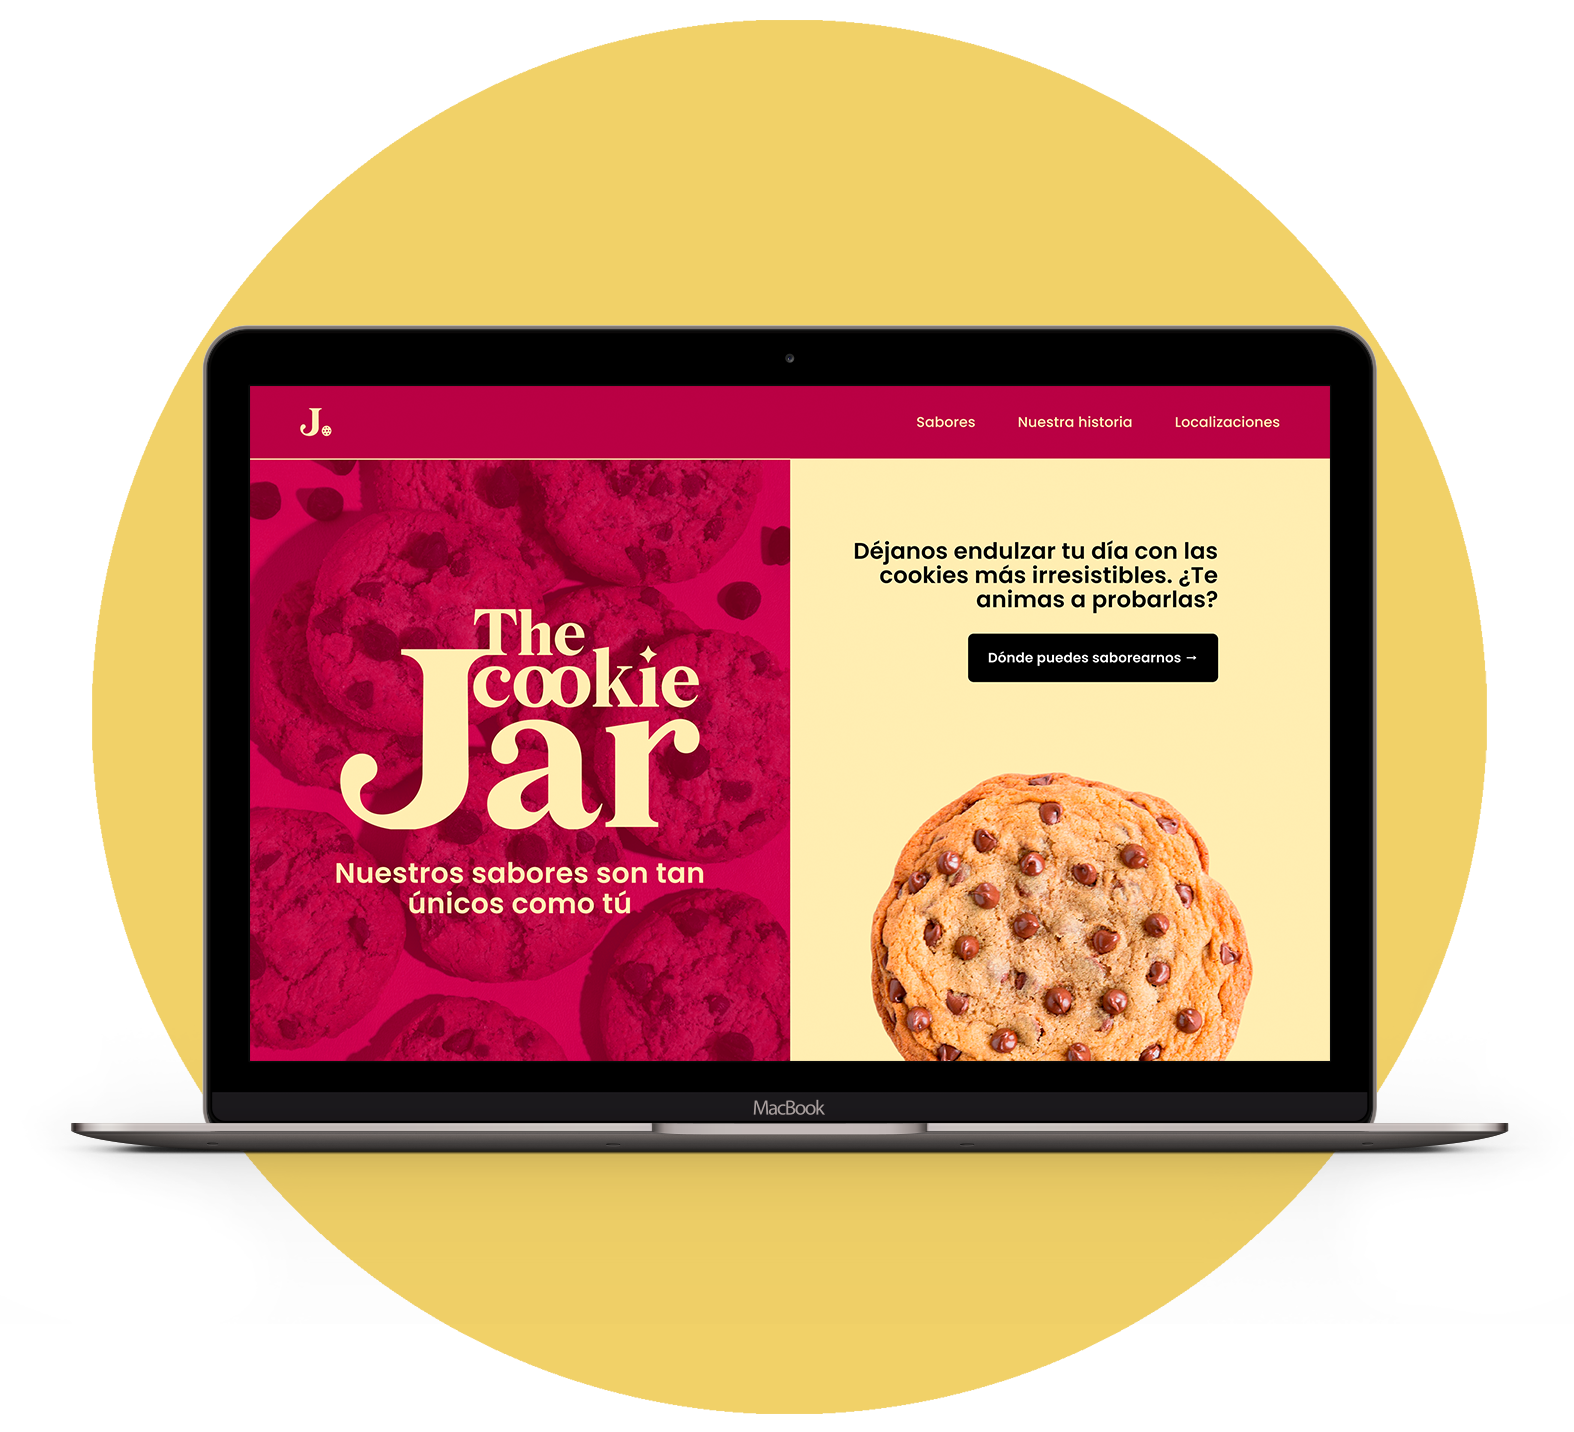 J.
Sabores
Nuestra historia
Localizaciones
The
cookie
Jar
Nuestros sabores son tan
únicos como tú
Déjanos endulzar tu día con las
cookies más irresistibles. ¿Te
animas a probarlas?
Dónde puedes saborearnos →
MacBook